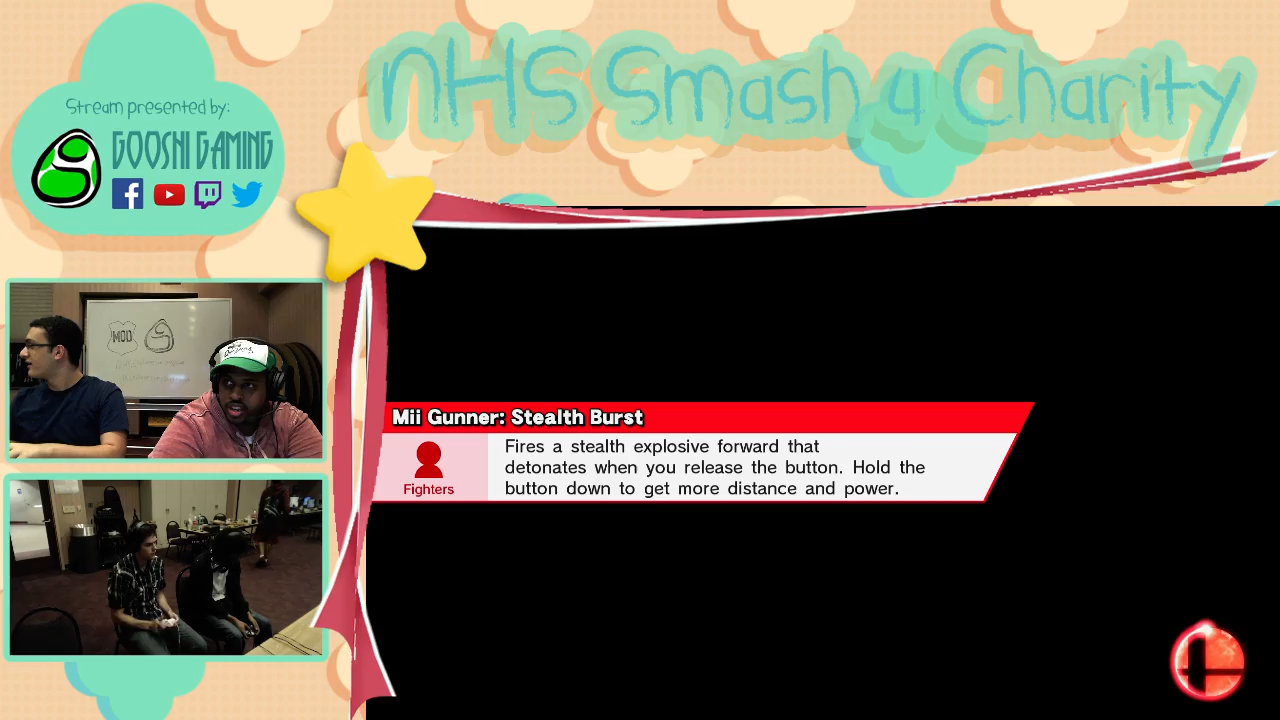 nHS Smash 4 Charity
Stream presented by:
GOOSHI GAMING
MOD
Mii Gunner: Stealth Burst
Fires a stealth explosive forward that
detonates when you release the button. Hold the
button down to get more distance and power.
Fighters